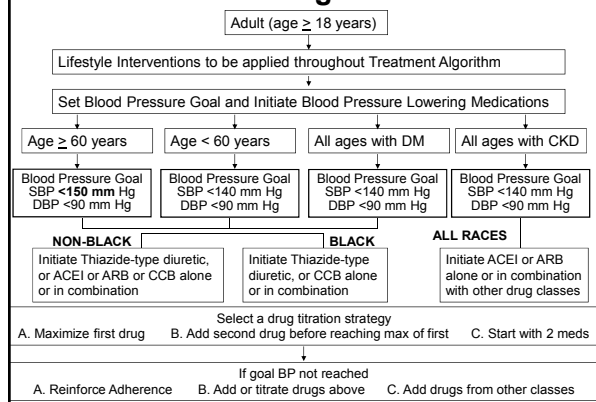 Adult (age ≥ 18 years)
Lifestyle Interventions to be applied throughout Treatment Algorithm
Set Blood Pressure Goal and Initiate Blood Pressure Lowering Medications
Age ≥ 60 years
Age < 60 years
All ages with DM
All ages with CKD
Blood Pressure Goal
SBP <150 mm Hg
DBP <90 mm Hg
Blood Pressure Goal
SBP <140 mm Hg
DBP <90 mm Hg
Blood Pressure Goal
SBP <140 mm Hg
DBP <90 mm Hg
Blood Pressure Goal
SBP <140 mm Hg
DBP <90 mm Hg
NON-BLACK
BLACK
ALL RACES
Initiate Thiazide-type diuretic,
or ACEI or ARB or CCB alone
or in combination
Initiate Thiazide-type
diuretic, or CCB alone
or in combination
Initiate ACEI or ARB
alone or in combination
with other drug classes
Select a drug titration strategy
A. Maximize first drug B. Add second drug before reaching max of first C. Start with 2 meds
If goal BP not reached
A. Reinforce Adherence B. Add or titrate drugs above C. Add drugs from other classes